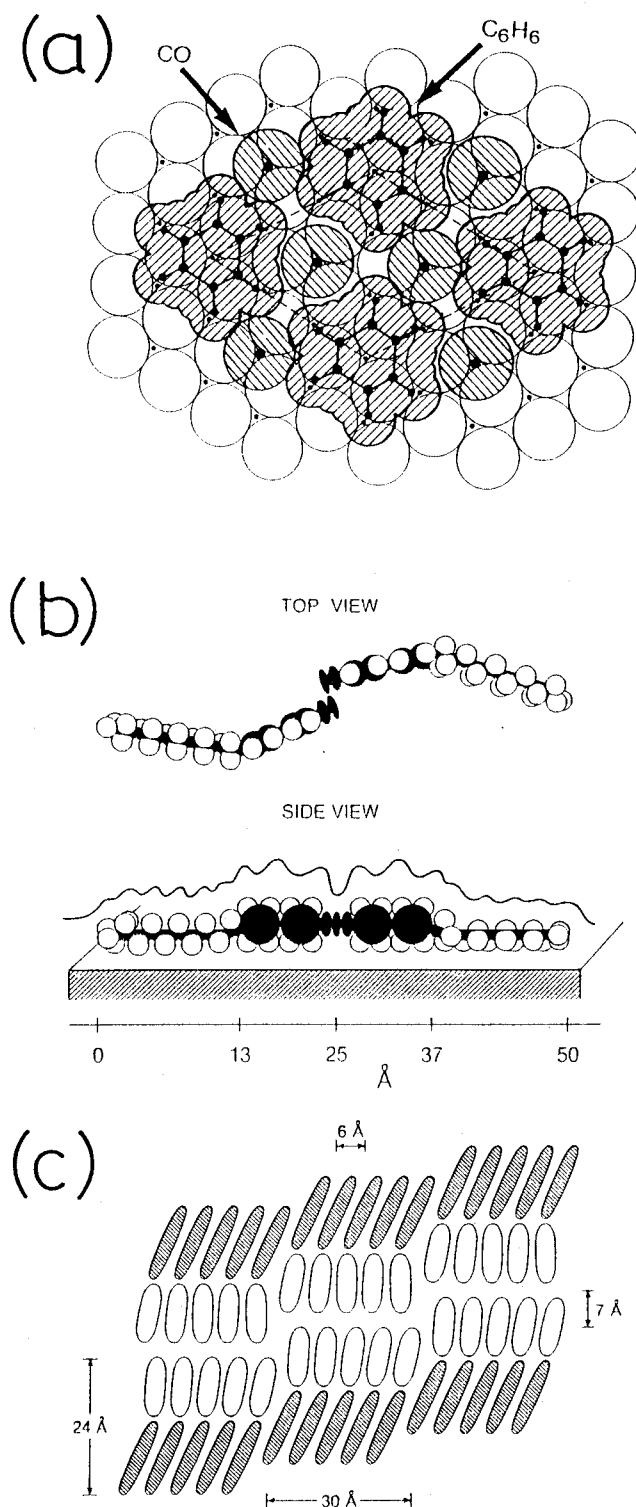 (a)
CO
C6H6
(b)
TOP VIEW
SIDE VIEW
0 13 25 37 50
Å
(c)
6 Å
7 Å
24 Å
30 Å